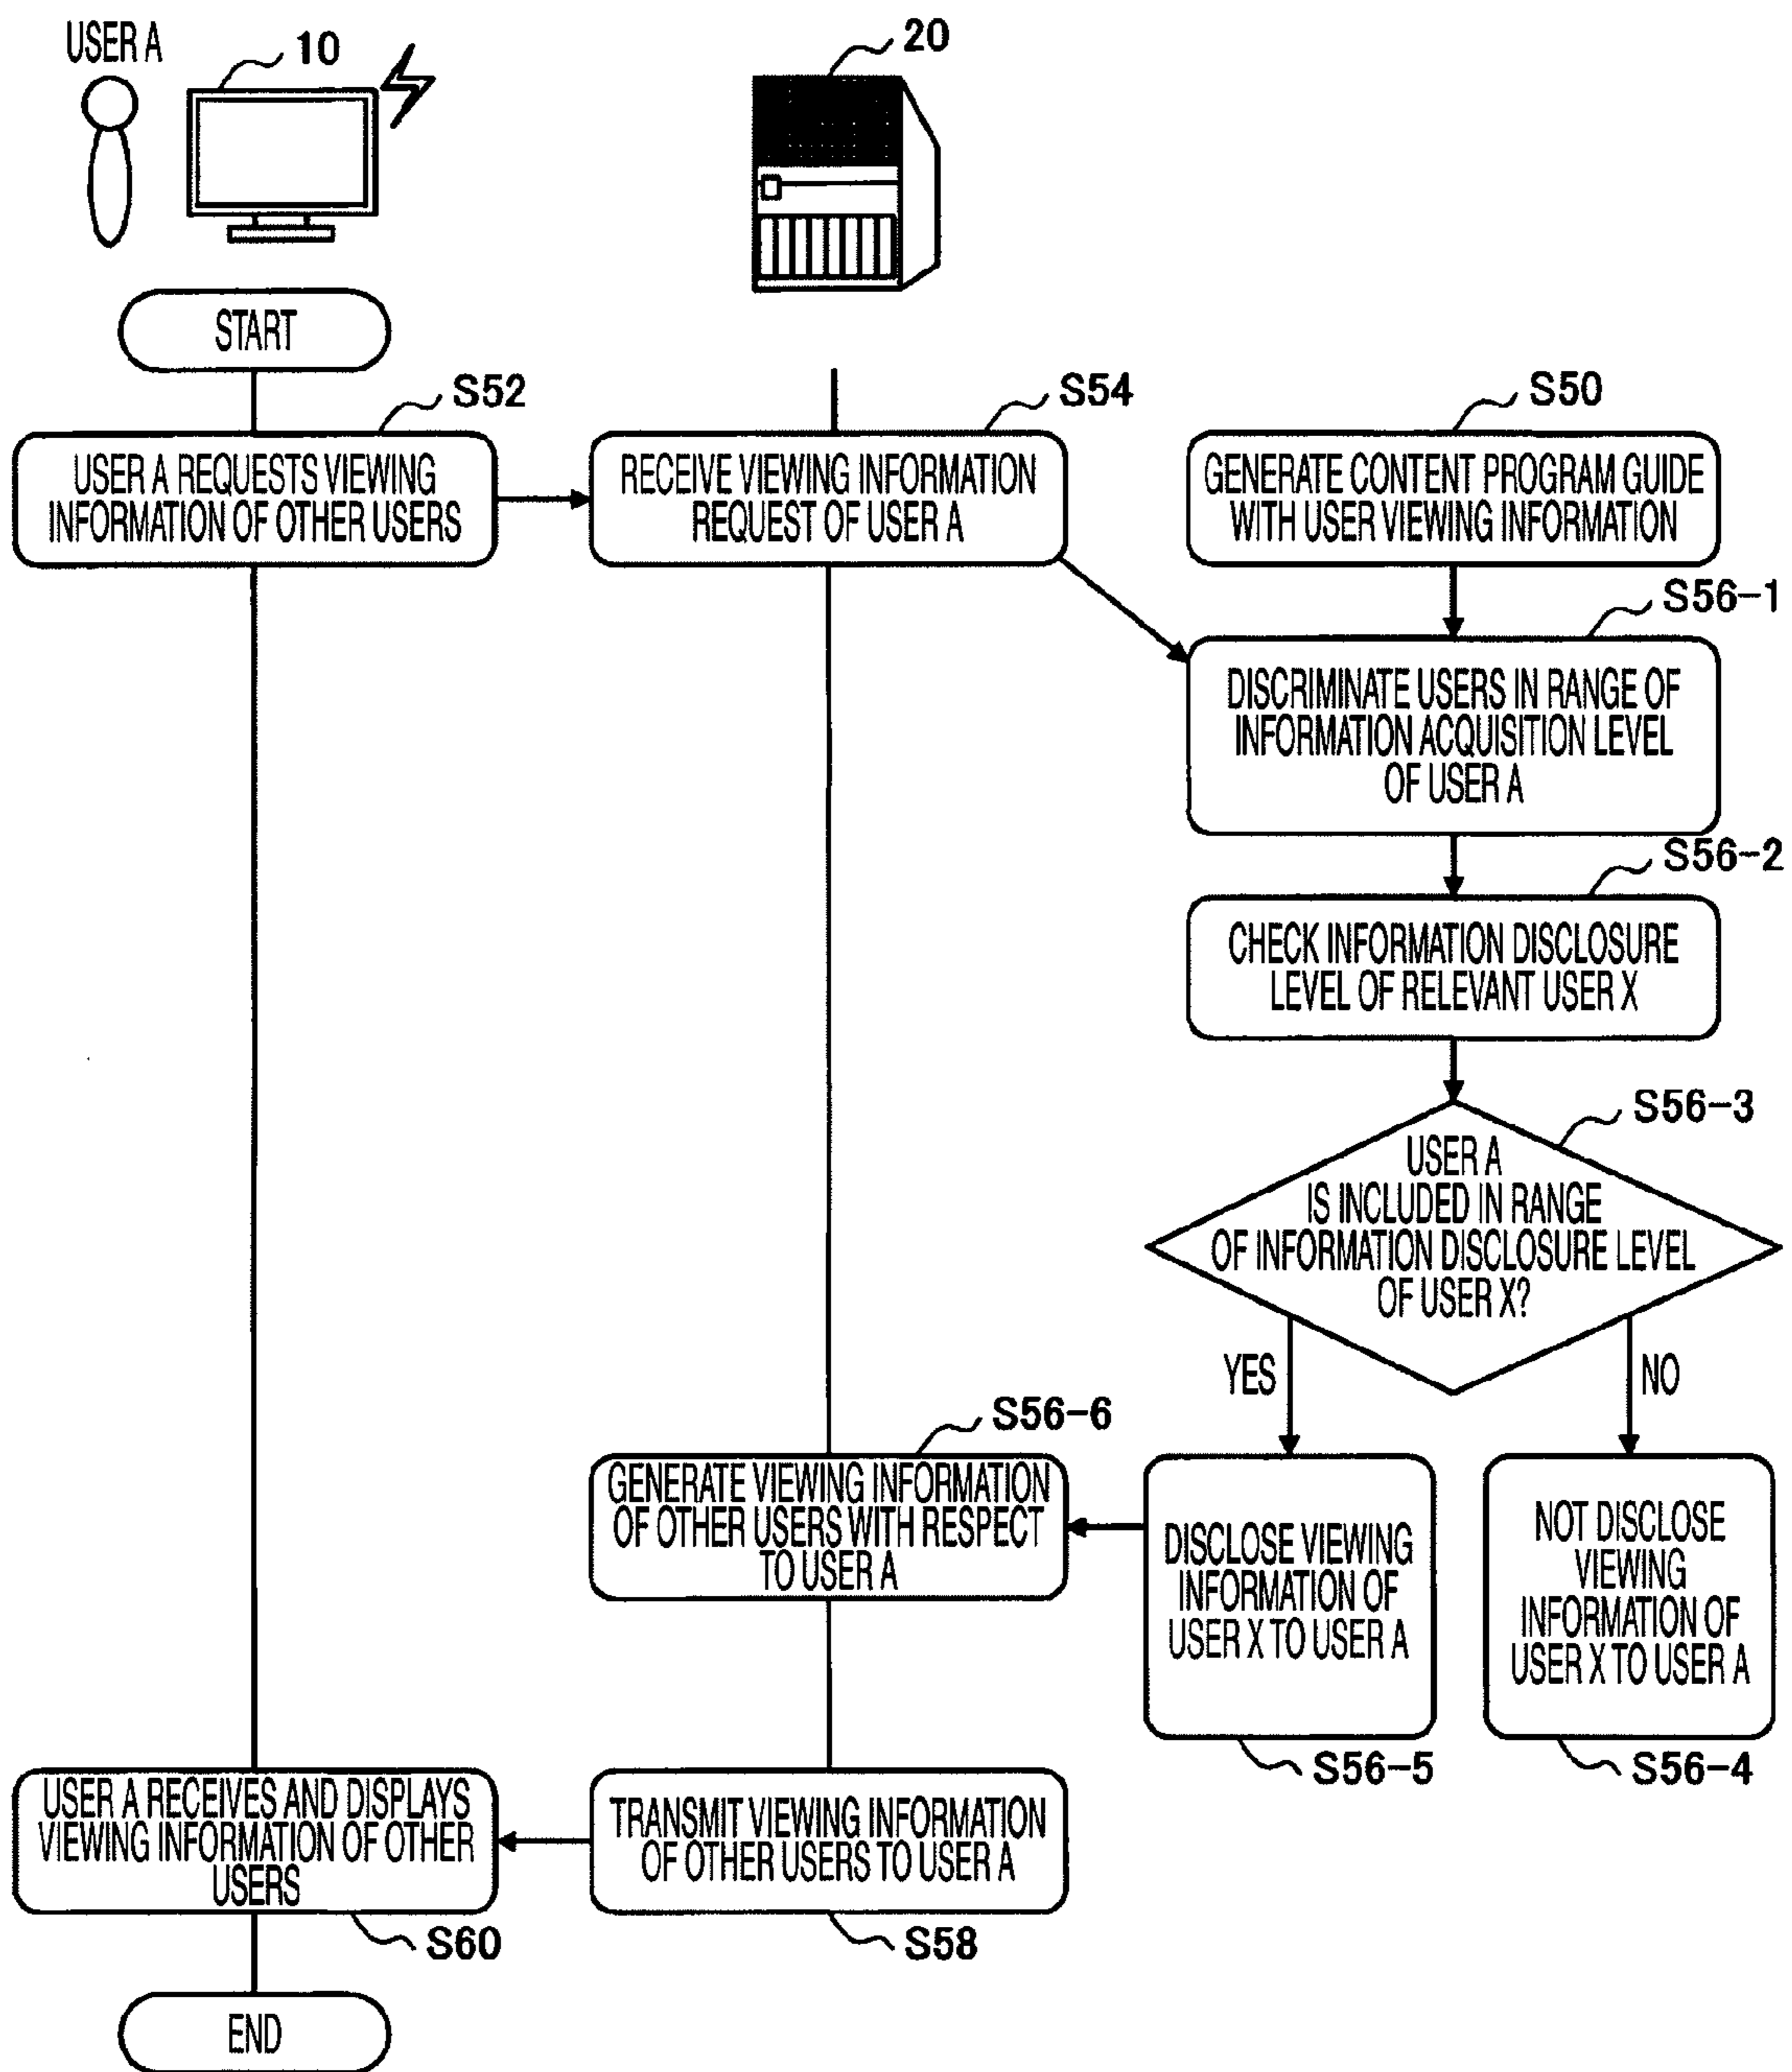 USER A
10
20
START
S52
S54
S50
USER A REQUESTS VIEWING
INFORMATION OF OTHER USERS
RECEIVE VIEWING INFORMATION
REQUEST OF USER A
GENERATE CONTENT PROGRAM GUIDE
WITH USER VIEWING INFORMATION
S56-1
DISCRIMINATE USERS IN RANGE OF
INFORMATION ACQUISITION LEVEL
OF USER A
S56-2
CHECK INFORMATION DISCLOSURE
LEVEL OF RELEVANT USER X
S56-3
USER A
IS INCLUDED IN RANGE
OF INFORMATION DISCLOSURE LEVEL
OF USER X?
YES
NO
S56-6
GENERATE VIEWING INFORMATION
OF OTHER USERS WITH RESPECT
TO USER A
DISCLOSE VIEWING
INFORMATION OF
USER X TO USER A
NOT DISCLOSE
VIEWING
INFORMATION OF
USER X TO USER A
S56-5
S56-4
USER A RECEIVES AND DISPLAYS
VIEWING INFORMATION OF OTHER
USERS
TRANSMIT VIEWING INFORMATION
OF OTHER USERS TO USER A
S60
S58
END